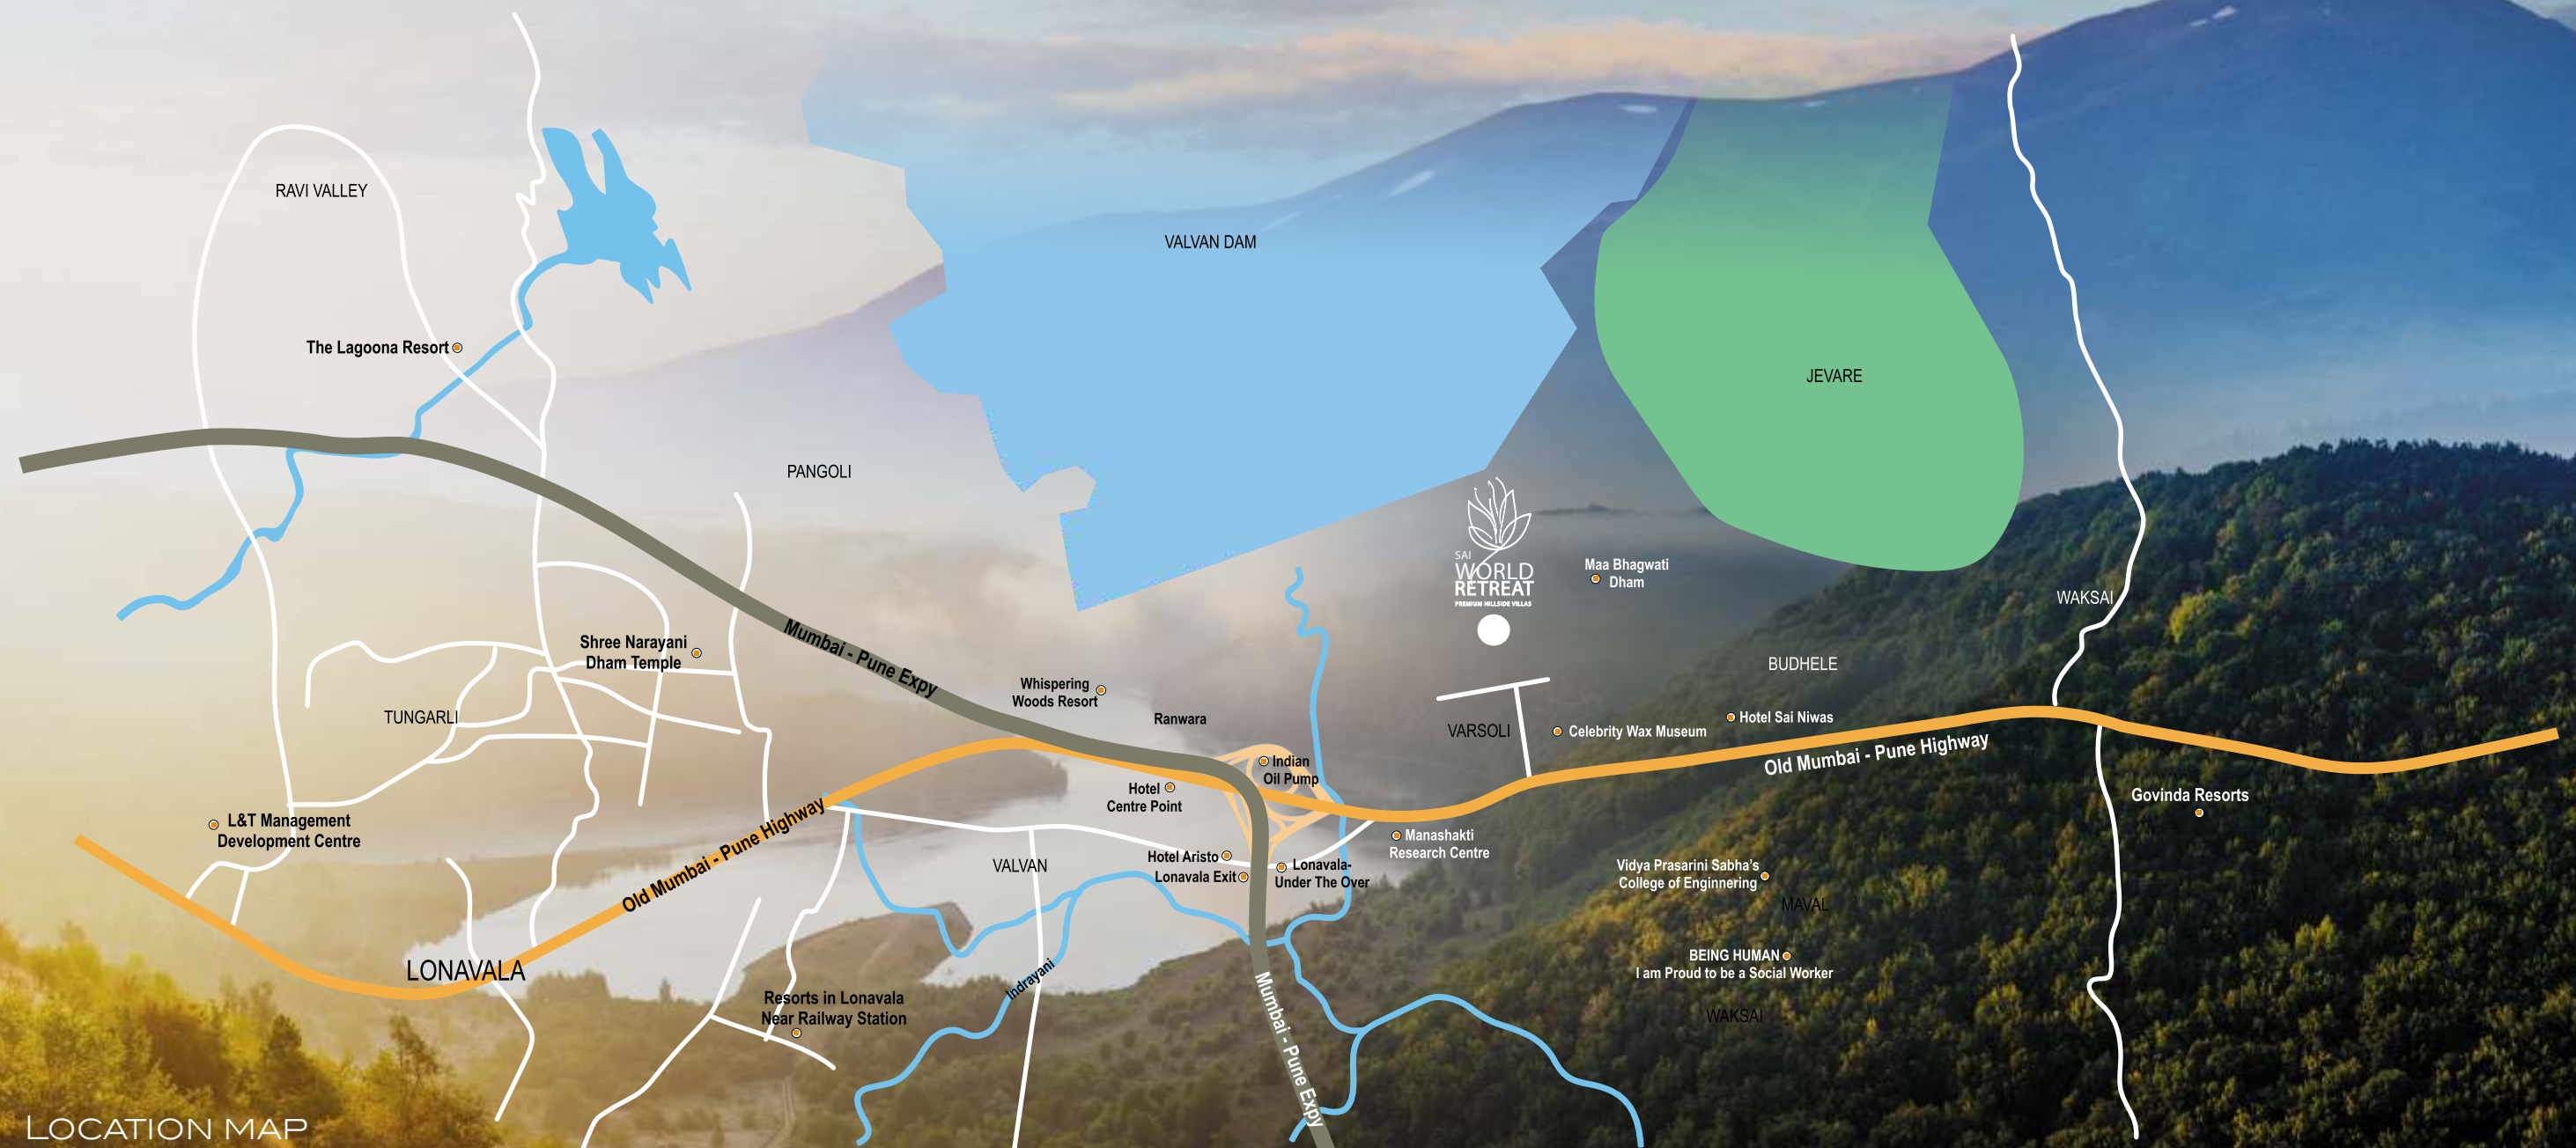 RAVI VALLEY
VALVAN DAM
The Lagoona Resort
JEVARE
PANGOLI
SAI
WORLD
RETREAT
PREMIUM HILLSIDE VILLAS
Maa Bhagwati
Dham
WAKSAI
Shree Narayani
Dham Temple
Mumbai - Pune Expy
BUDHELE
Whispering
Woods Resort
Ranwara
TUNGARLI
VARSOLI
Celebrity Wax Museum
Hotel Sai Niwas
Old Mumbai - Pune Highway
Indian
Oil Pump
Hotel
Centre Point
Govinda Resorts
L&T Management
Development Centre
Old Mumbai - Pune Highway
Manashakti
Research Centre
VALVAN
Hotel Aristo
Lonavala Exit
Lonavala-
Under The Over
Vidya Prasarini Sabha's
College of Enginnering
MAVAL
BEING HUMAN
I am Proud to be a Social Worker
LONAVALA
Indrayani
Resorts in Lonavala
Near Railway Station
WAKSAI
Mumbai - Pune Expy
LOCATION MAP